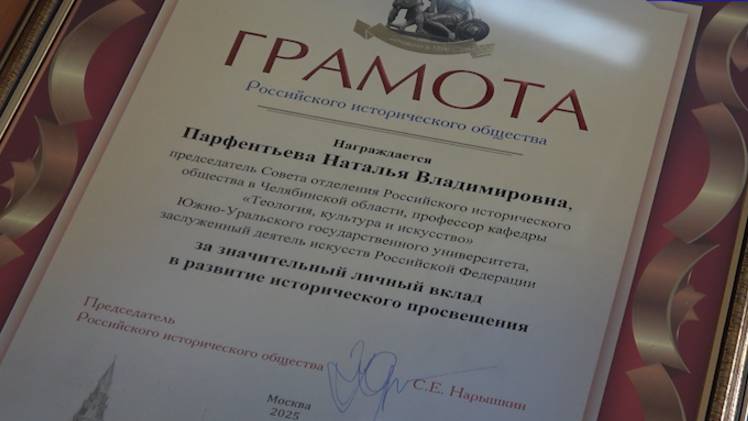 ГРАМОТА
Российского исторического общества
Награждается
Парфентьева Наталья Владимировна,
председатель Совета отделения Российского исторического
общества в Челябинской области, профессор кафедры
«Теология, культура и искусство»
Южно-Уральского государственного университета,
заслуженный деятель искусств Российской Федерации
за значительный личный вклад
в развитие исторического просвещения
Председатель
Российского исторического общества
С.Е. Нарышкин
Москва
2025